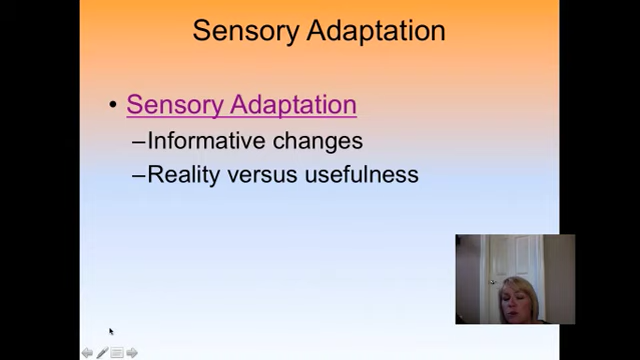 Sensory Adaptation
• Sensory Adaptation
–Informative changes
–Reality versus usefulness